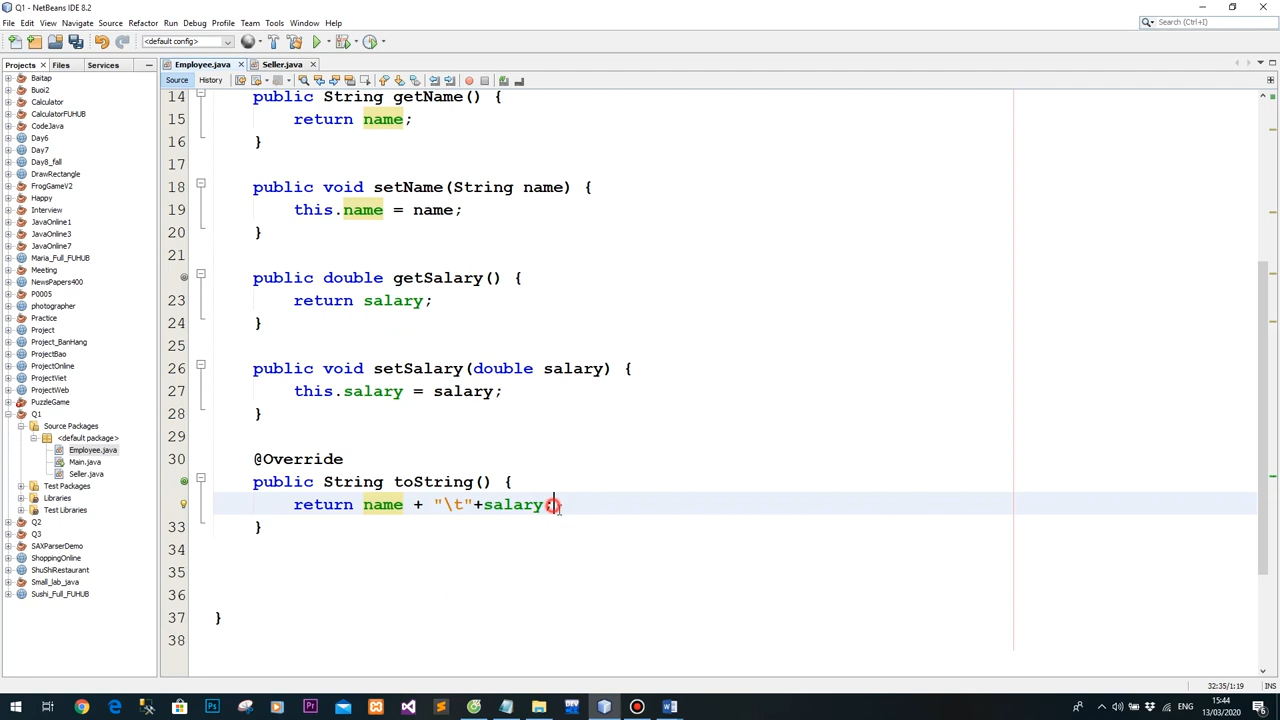 Q1 - NetBeans IDE 8.2
File Edit View Navigate Source Refactor Run Debug Profile Team Tools Window Help
Search (Ctrl+I)
<default config>
Projects Files Services
Employee.java
Seller.java
Source History
Baitap
Buoi2
Calculator
CalculatorFUHUB
CodeJava
Day6
Day7
Day8_fall
DrawRectangle
FrogGameV2
Happy
Interview
JavaOnline1
JavaOnline3
JavaOnline7
Maria_Full_FUHUB
Meeting
NewsPapers400
P0005
photographer
Practice
Project
Project_BanHang
ProjectBao
ProjectOnline
ProjectViet
ProjectWeb
PuzzleGame
Q1
Source Packages
<default package>
Employee.java
Main.java
Seller.java
Test Packages
Libraries
Test Libraries
Q2
Q3
SAXParserDemo
ShoppingOnline
ShuShiRestaurant
Small_lab_java
Sushi_Full_FUHUB
14 public String getName() {
15 return name;
16 }
17
18 public void setName(String name) {
19 this.name = name;
20 }
21
public double getSalary() {
23 return salary;
24 }
25
26 public void setSalary(double salary) {
27 this.salary = salary;
28 }
29
30 @Override
public String toString() {
return name + "\t"+salary;
33 }
34
35
36
37 }
38
32:35/1:19 INS
ENG
15:44
13/03/2020